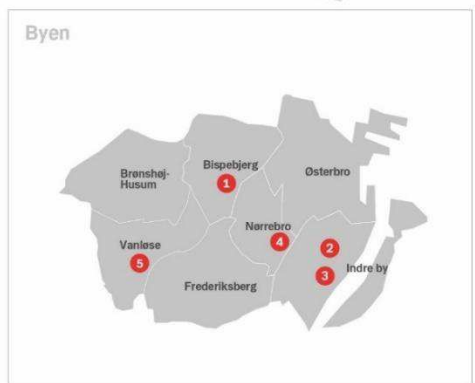 Byen
Brønshøj-
Husum
Bispebjerg
1
Østerbro
Nørrebro
4
2
Vanløse
5
3
Indre by
Frederiksberg